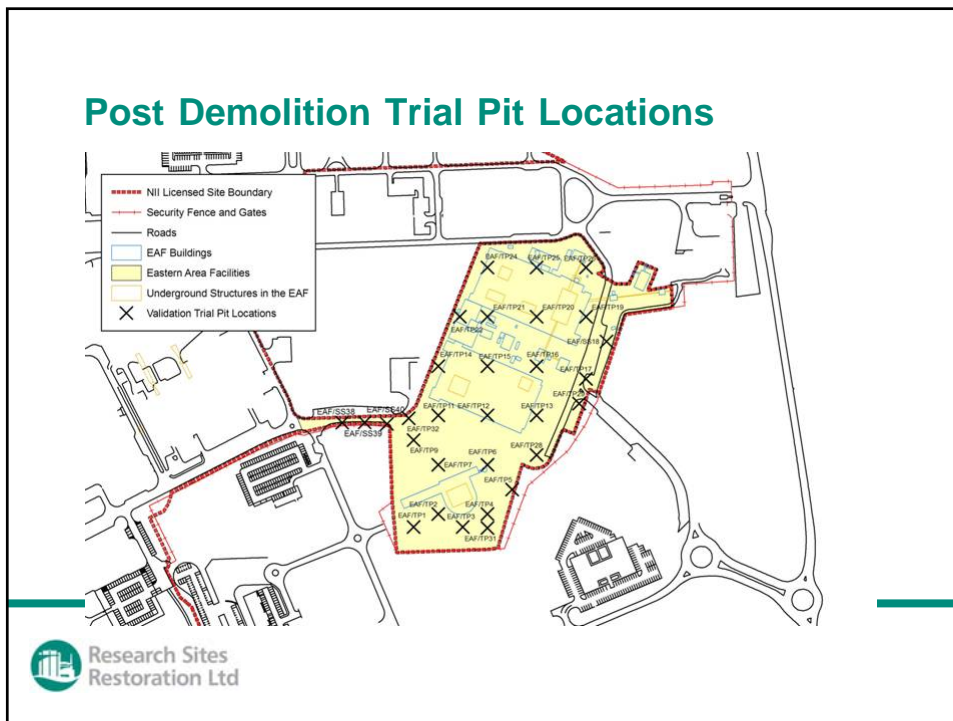 Post Demolition Trial Pit Locations
NII Licensed Site Boundary
Security Fence and Gates
Roads
EAF Buildings
Eastern Area Facilities
Underground Structures in the EAF
Validation Trial Pit Locations
EAF/TP24
EAF/TP25
EAF/TP21
EAF/TP20
EAF/TP19
EAF/TP22
EAF/SS18
EAF/TP14
EAF/TP15
EAF/TP16
EAF/TP17
EAF/TP11
EAF/TP12
EAF/TP13
EAF/SS38
EAF/SS40
EAF/SS39
EAF/TP32
EAF/TP28
EAF/TP9
EAF/TP7
EAF/TP6
EAF/TP5
EAF/TP2
EAF/TP4
EAF/TP1
EAF/TP3
EAF/TP31
Research Sites
Restoration Ltd